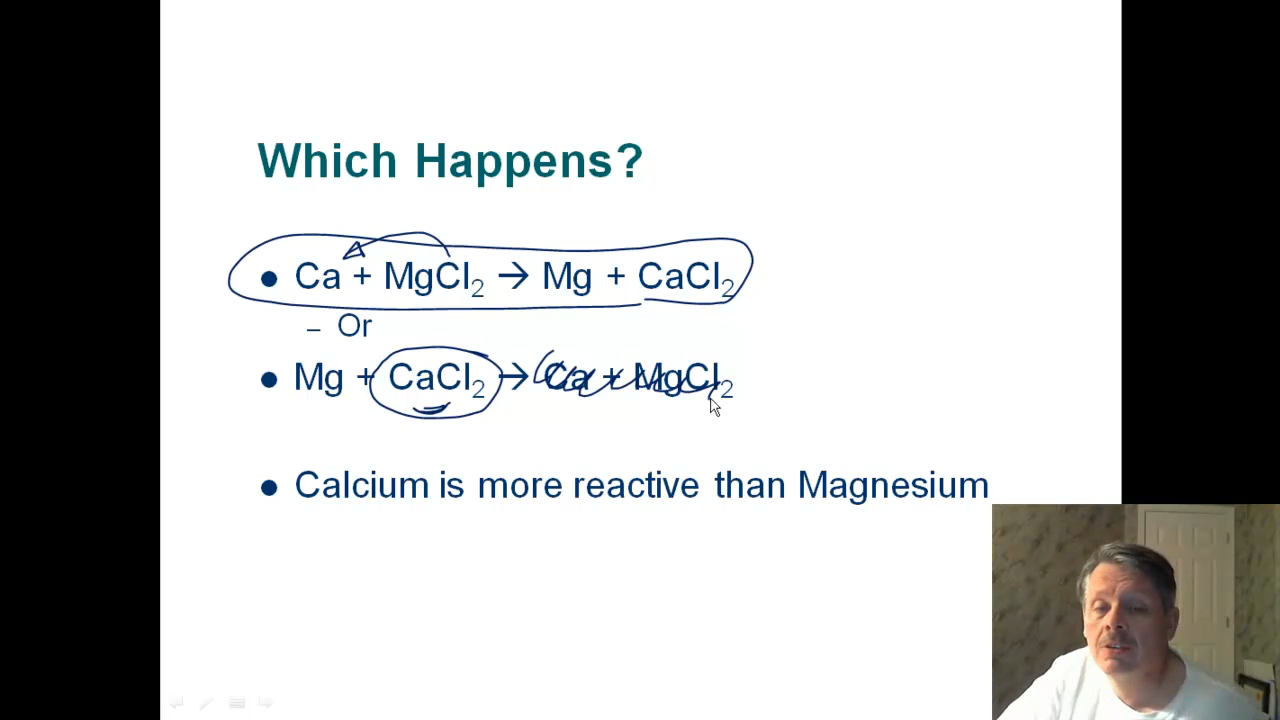 Which Happens?
● Ca + MgCl₂ → Mg + CaCl₂
– Or
● Mg + CaCl₂ → Ca + MgCl₂
● Calcium is more reactive than Magnesium